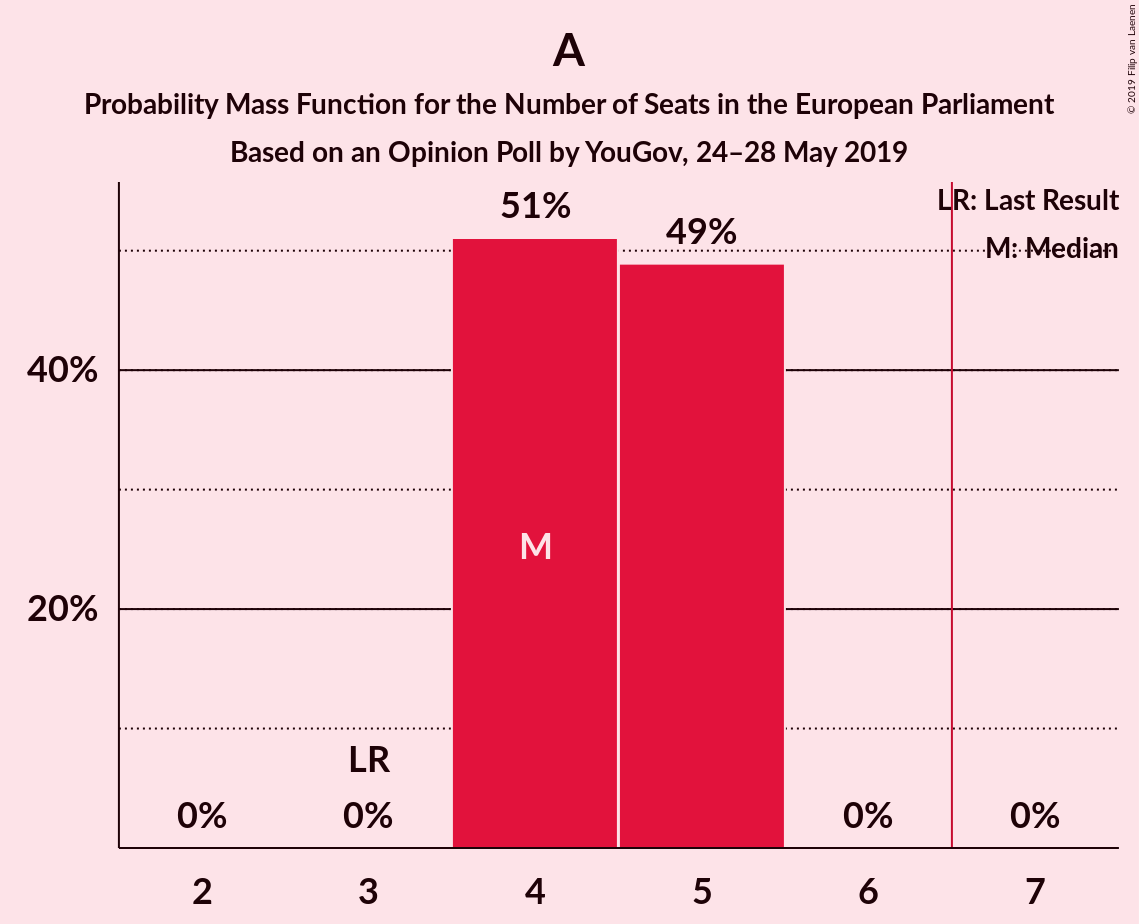 A
Probability Mass Function for the Number of Seats in the European Parliament
Based on an Opinion Poll by YouGov, 24–28 May 2019
© 2019 Filip van Laenen
LR: Last Result
M: Median
51%
49%
40%
M
20%
LR
0%
0%
0%
0%
2
3
4
5
6
7